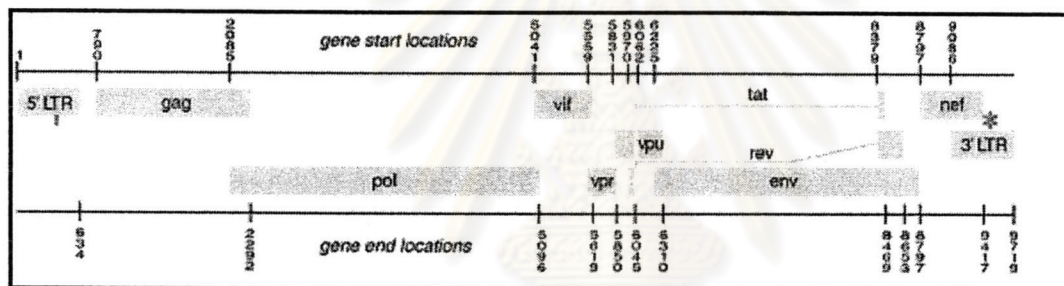 1 790 2085 gene start locations 5041 5559 5831 5970 6062 6225 8379 8797 9086
5' LTR gag vif tat nef
vpu rev 3' LTR
pol vpr env
634 2292 gene end locations 5096 5619 5850 6045 6310 8469 8653 8797 9417 9719